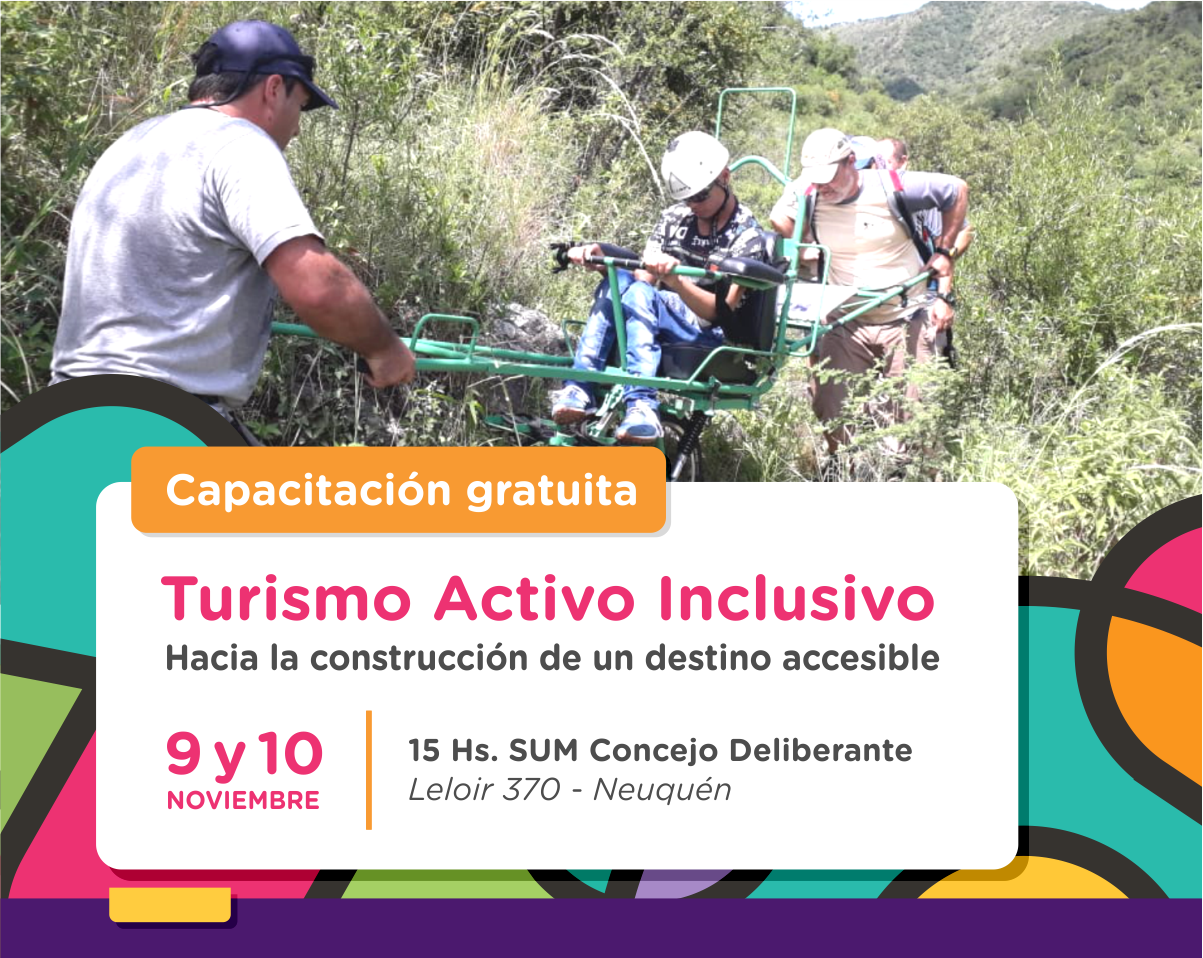 Capacitación gratuita
Turismo Activo Inclusivo
Hacia la construcción de un destino accesible
9 y 10
NOVIEMBRE
15 Hs. SUM Concejo Deliberante
Leloir 370 - Neuquén